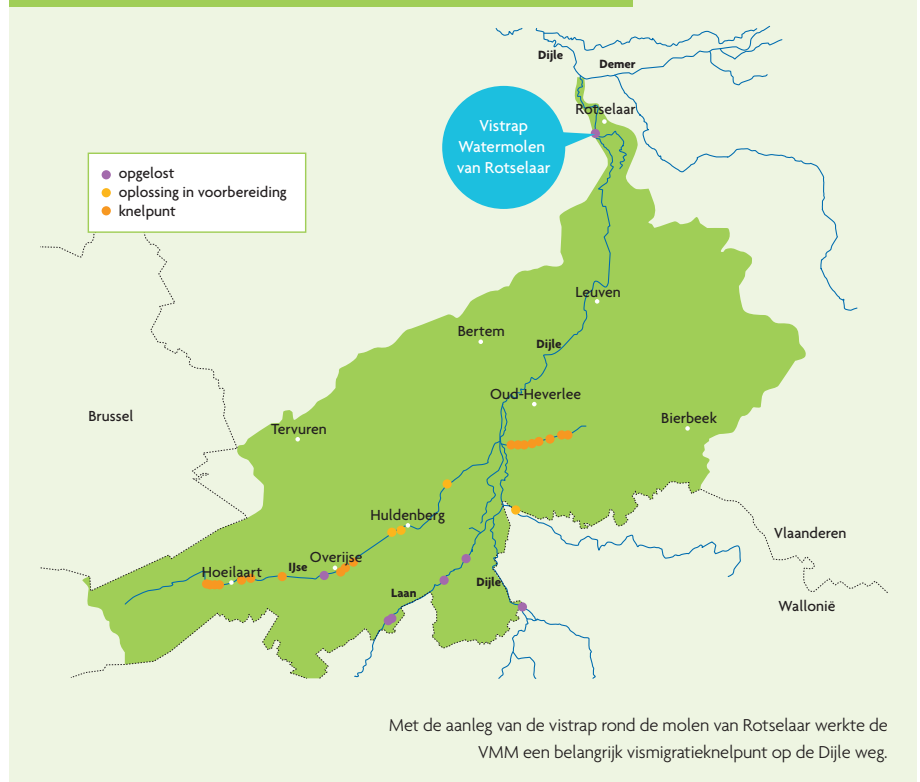 Dijle
Demer
Rotselaar
Vistrap
Watermolen
van Rotselaar
opgelost
oplossing in voorbereiding
knelpunt
Leuven
Bertem
Dijle
Oud-Heverlee
Brussel
Bierbeek
Tervuren
Huldenberg
Vlaanderen
Overijse
IJse
Hoeilaart
Dijle
Laan
Wallonië
Met de aanleg van de vistrap rond de molen van Rotselaar werkte de
VMM een belangrijk vismigratieknelpunt op de Dijle weg.